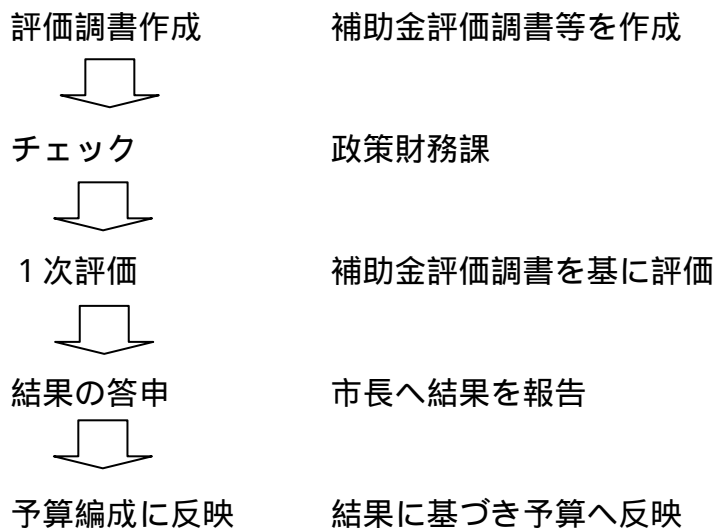 評価調書作成　補助金評価調書等を作成
チェック　政策財務課
１次評価　補助金評価調書を基に評価
結果の答申　市長へ結果を報告
予算編成に反映　結果に基づき予算へ反映